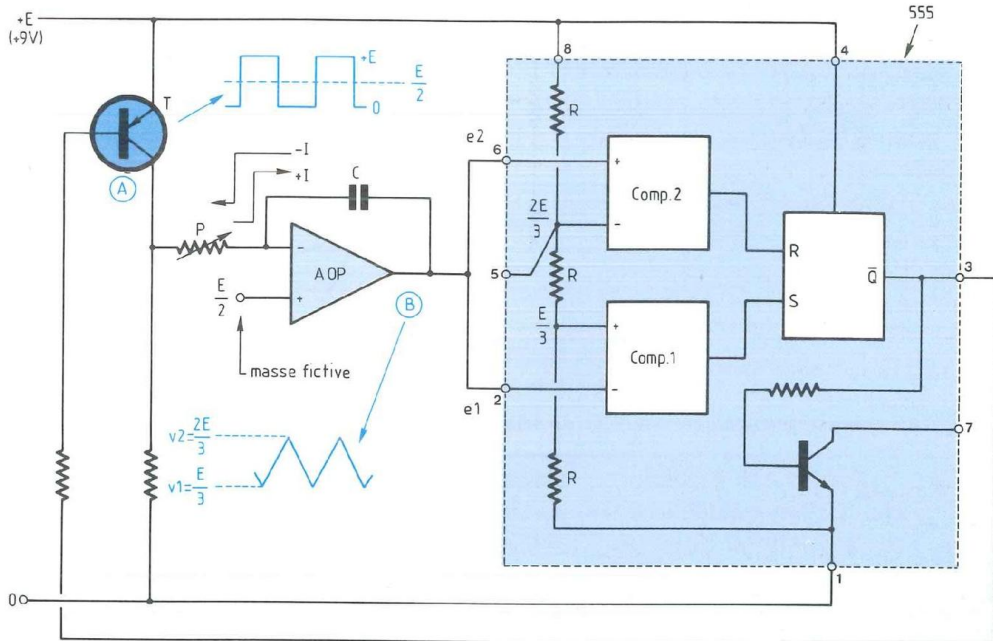 555
+E
(+9V)
8
4
+E
E/2
0
T
A
R
e2
6
-I
+I
C
+
Comp.2
-
2E/3
P
-
AOP
5
R
R
Q̄
3
S
E/2
+
B
E/3
+
Comp.1
-
masse fictive
e1
2
7
v2=2E/3
v1=E/3
R
1
0